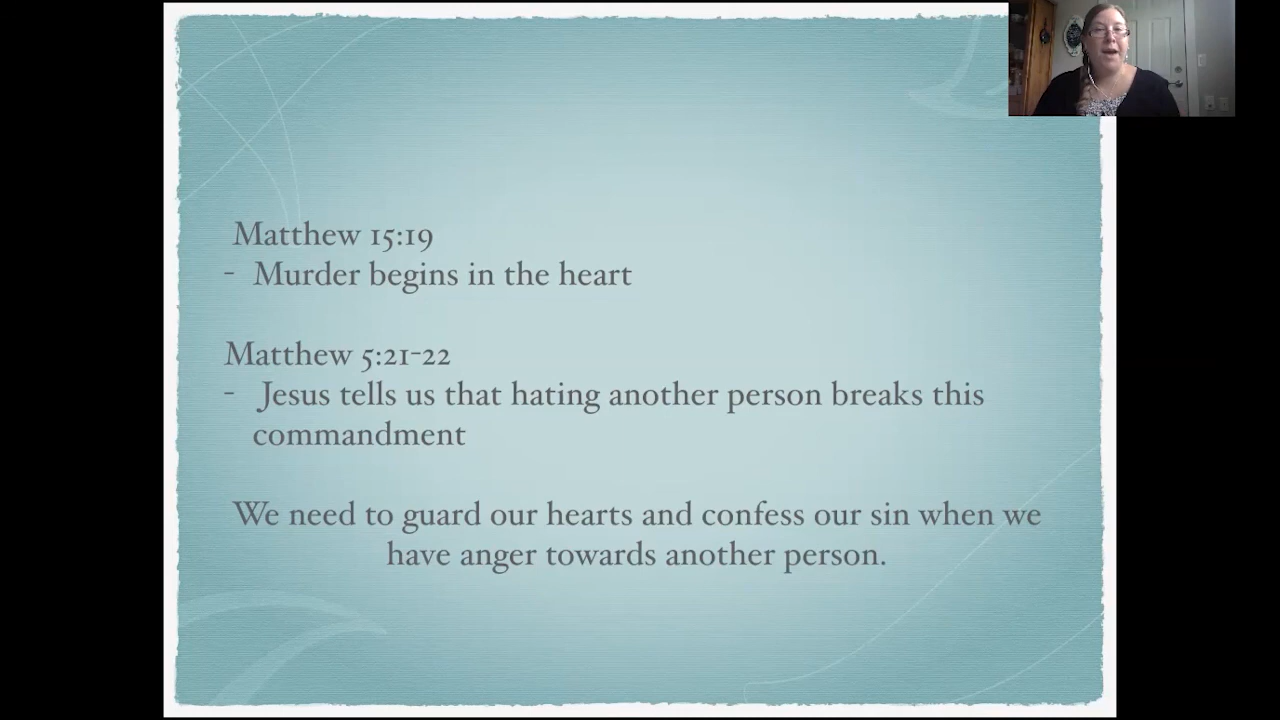 Matthew 15:19
- Murder begins in the heart
Matthew 5:21-22
- Jesus tells us that hating another person breaks this
commandment
We need to guard our hearts and confess our sin when we
have anger towards another person.